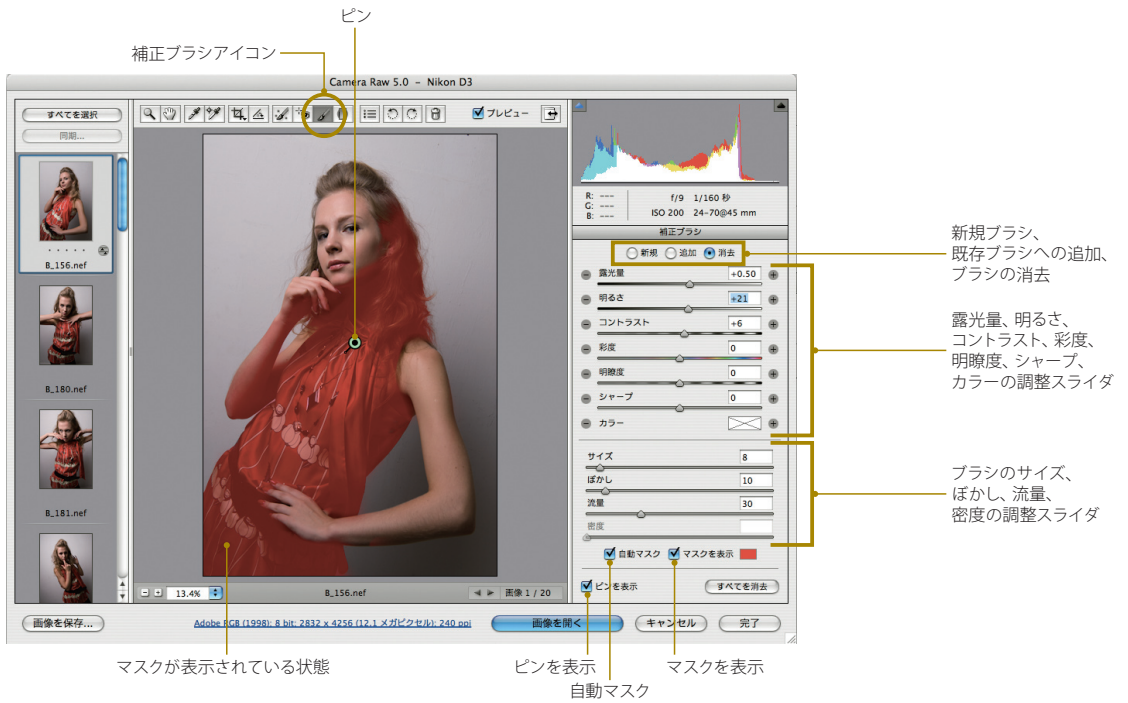 ピン
補正ブラシアイコン
Camera Raw 5.0 – Nikon D3
すべてを選択
同期...
B_156.nef
B_180.nef
B_181.nef
プレビュー
R: ---
G: ---
B: ---
f/9 1/160 秒
ISO 200 24-70@45 mm
補正ブラシ
新規 追加 消去
露光量 +0.50
明るさ +21
コントラスト +6
彩度 0
明瞭度 0
シャープ 0
カラー
サイズ 8
ぼかし 10
流量 30
密度
自動マスク マスクを表示
ピンを表示 すべてを消去
13.4% B_156.nef 画像 1 / 20
画像を保存... Adobe RGB (1998); 8 bit; 2832 x 4256 (12.1 メガピクセル); 240 ppi 画像を開く キャンセル 完了
新規ブラシ、
既存ブラシへの追加、
ブラシの消去
露光量、明るさ、
コントラスト、彩度、
明瞭度、シャープ、
カラーの調整スライダ
ブラシのサイズ、
ぼかし、流量、
密度の調整スライダ
マスクが表示されている状態
ピンを表示
自動マスク
マスクを表示